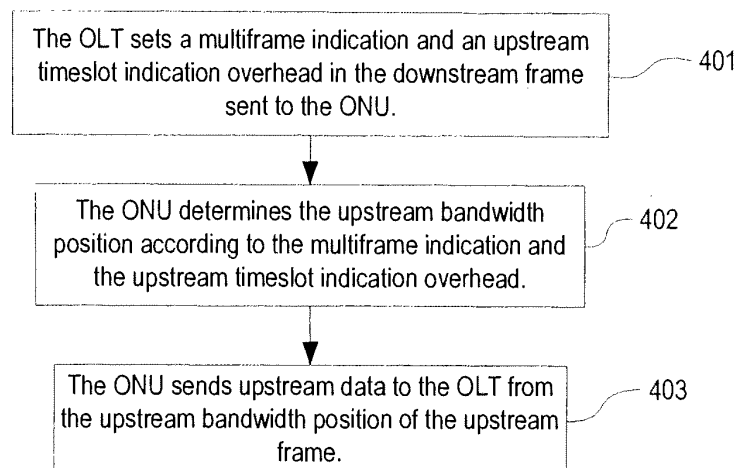 The OLT sets a multiframe indication and an upstream
timeslot indication overhead in the downstream frame
sent to the ONU.
401
The ONU determines the upstream bandwidth
position according to the multiframe indication and
the upstream timeslot indication overhead.
402
The ONU sends upstream data to the OLT from
the upstream bandwidth position of the upstream
frame.
403